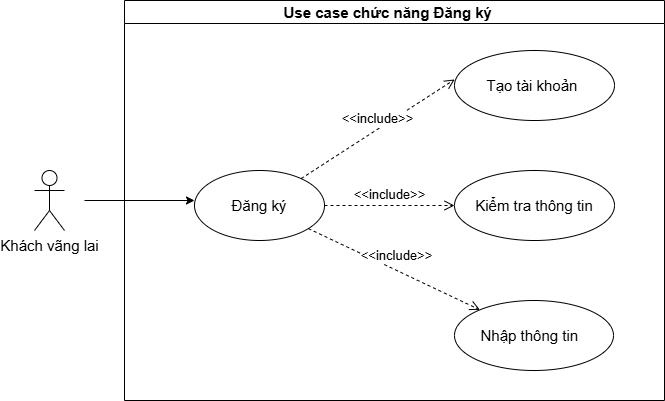 Use case chức năng Đăng ký
Tạo tài khoản
<<include>>
Khách vãng lai
Đăng ký
<<include>>
Kiểm tra thông tin
<<include>>
Nhập thông tin